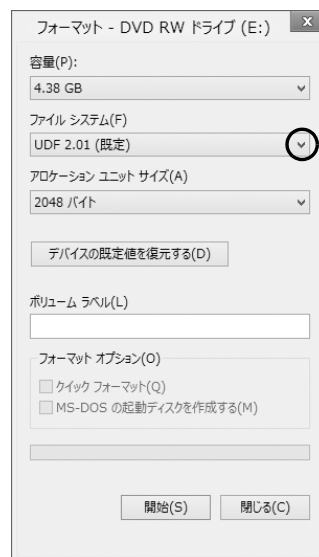 フォーマット - DVD RW ドライブ (E:)
x
容量(P):
4.38 GB
ファイル システム(F)
UDF 2.01 (既定)
アロケーション ユニット サイズ(A)
2048 バイト
デバイスの既定値を復元する(D)
ボリューム ラベル(L)
フォーマット オプション(O)
クイック フォーマット(Q)
MS-DOS の起動ディスクを作成する(M)
開始(S) 閉じる(C)